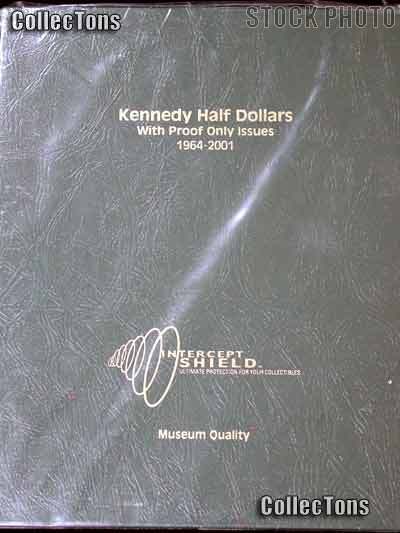 CollecTons
STOCK PHOTO
Kennedy Half Dollars
With Proof Only Issues
1964-2001
INTERCEPT
SHIELD™
ULTIMATE PROTECTION FOR YOUR COLLECTIBLES
Museum Quality
CollecTons